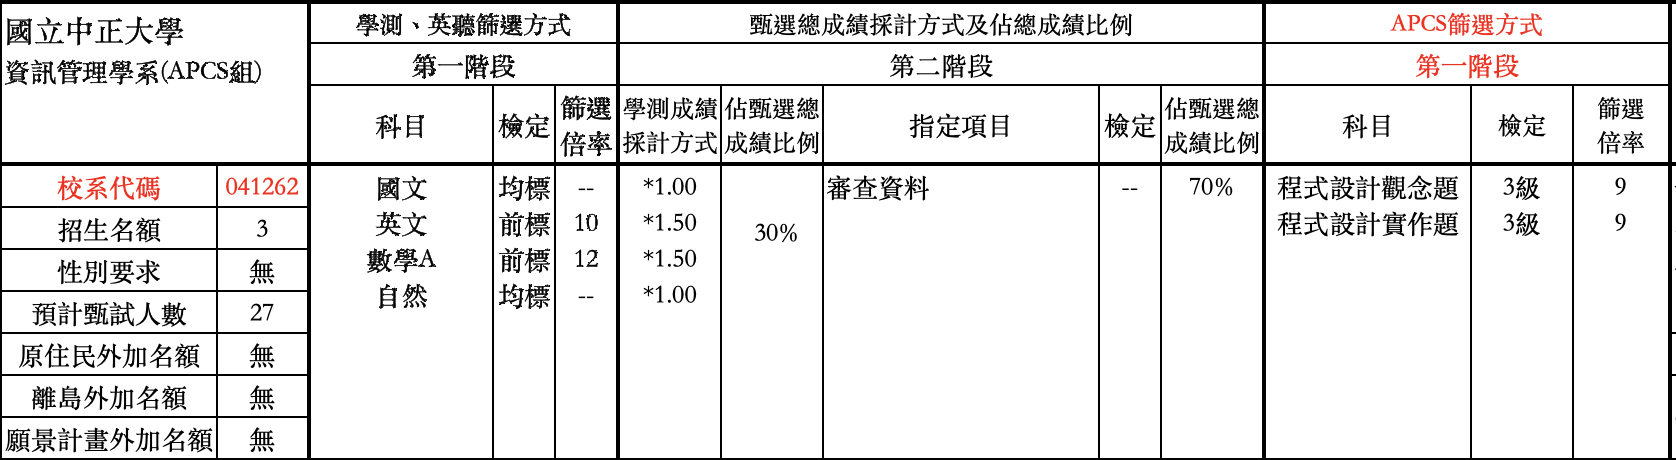 國立中正大學
資訊管理學系(APCS組)
學測、英聽篩選方式
甄選總成績採計方式及佔總成績比例
APCS篩選方式
第一階段
第二階段
第一階段
科目
檢定
篩選
倍率
學測成績
採計方式
佔甄選總
成績比例
指定項目
檢定
佔甄選總
成績比例
科目
檢定
篩選
倍率
校系代碼 041262
招生名額 3
性別要求 無
預計甄試人數 27
原住民外加名額 無
離島外加名額 無
願景計畫外加名額 無
國文 均標 -- *1.00
英文 前標 10 *1.50
數學A 前標 12 *1.50
自然 均標 -- *1.00
30%
審查資料 -- 70%
程式設計觀念題 3級 9
程式設計實作題 3級 9